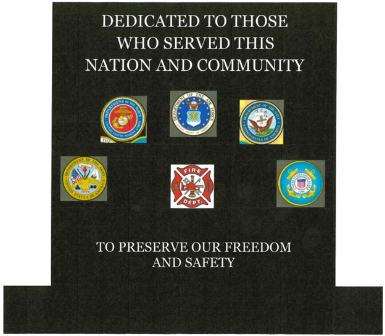 DEDICATED TO THOSE
WHO SERVED THIS
NATION AND COMMUNITY
FIRE
DEPT.
TO PRESERVE OUR FREEDOM
AND SAFETY